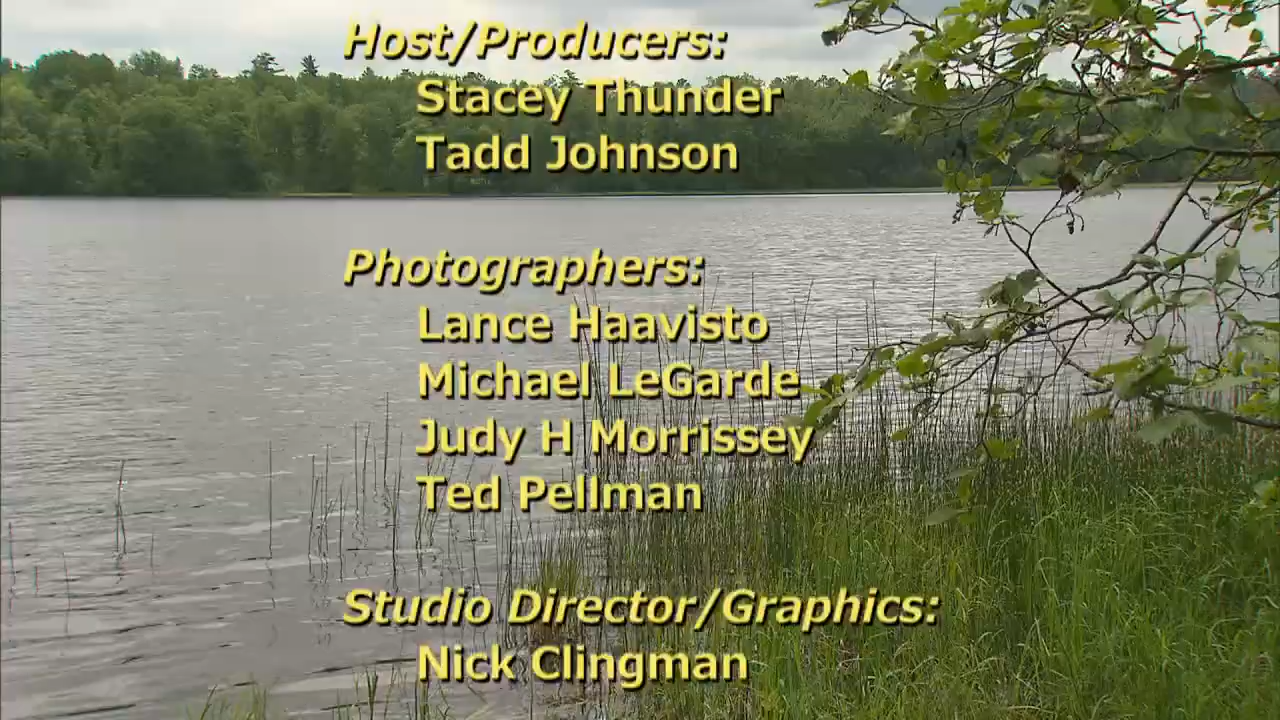 Host/Producers:
Stacey Thunder
Tadd Johnson
Photographers:
Lance Haavisto
Michael LeGarde
Judy H Morrissey
Ted Pellman
Studio Director/Graphics:
Nick Clingman